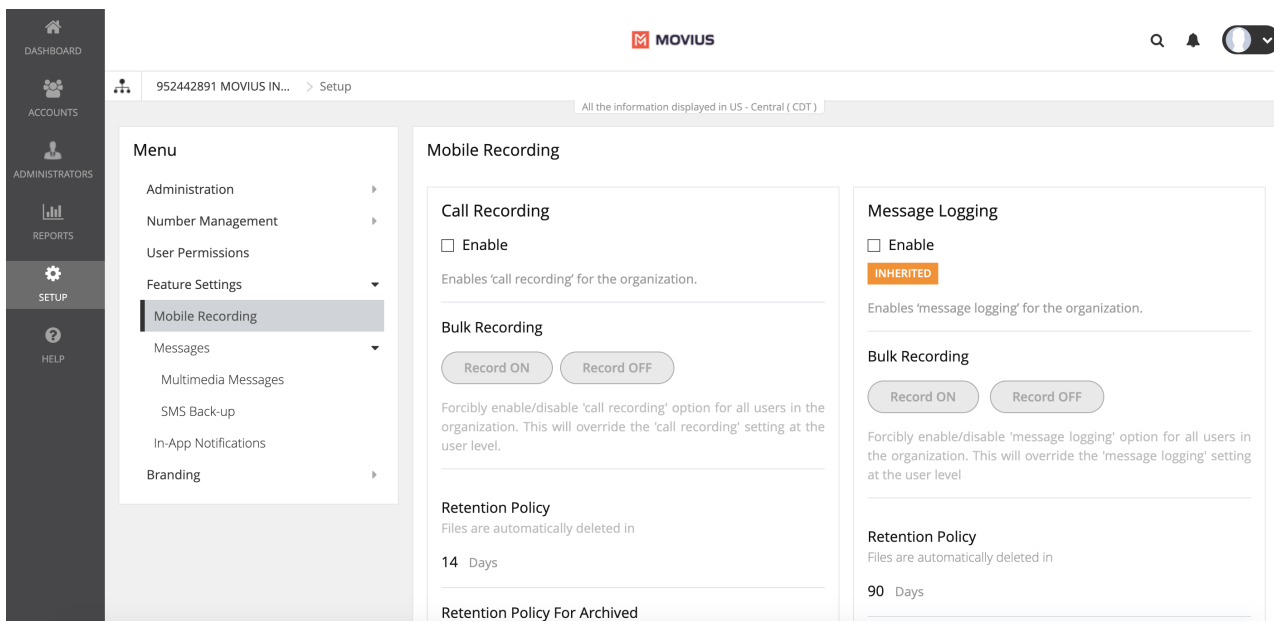 MOVIUS
DASHBOARD
ACCOUNTS
ADMINISTRATORS
REPORTS
SETUP
HELP
952442891 MOVIUS IN... > Setup
All the information displayed in US - Central ( CDT )
Menu
Administration
Number Management
User Permissions
Feature Settings
Mobile Recording
Messages
Multimedia Messages
SMS Back-up
In-App Notifications
Branding
Mobile Recording
Call Recording
Enable
Enables 'call recording' for the organization.
Bulk Recording
Record ON Record OFF
Forcibly enable/disable 'call recording' option for all users in the
organization. This will override the 'call recording' setting at the
user level.
Retention Policy
Files are automatically deleted in
14 Days
Retention Policy For Archived
Message Logging
Enable
INHERITED
Enables 'message logging' for the organization.
Bulk Recording
Record ON Record OFF
Forcibly enable/disable 'message logging' option for all users in
the organization. This will override the 'message logging' setting
at the user level
Retention Policy
Files are automatically deleted in
90 Days